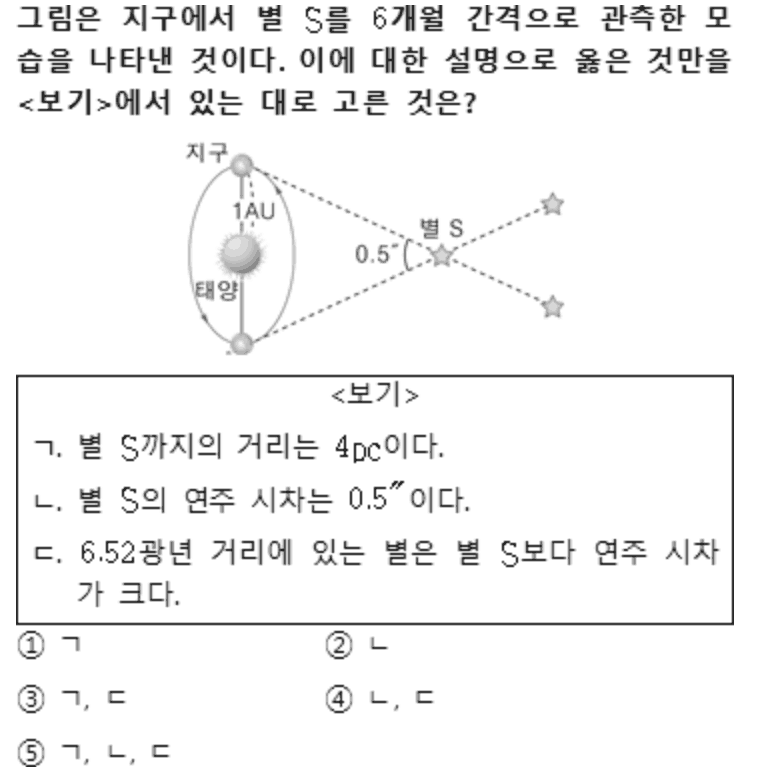 그림은 지구에서 별 S를 6개월 간격으로 관측한 모
습을 나타낸 것이다. 이에 대한 설명으로 옳은 것만을
<보기>에서 있는 대로 고른 것은?
지구
1AU
별 S
0.5″
태양
<보기>
ㄱ. 별 S까지의 거리는 4pc이다.
ㄴ. 별 S의 연주 시차는 0.5″이다.
ㄷ. 6.52광년 거리에 있는 별은 별 S보다 연주 시차
가 크다.
① ㄱ ② ㄴ
③ ㄱ, ㄷ ④ ㄴ, ㄷ
⑤ ㄱ, ㄴ, ㄷ